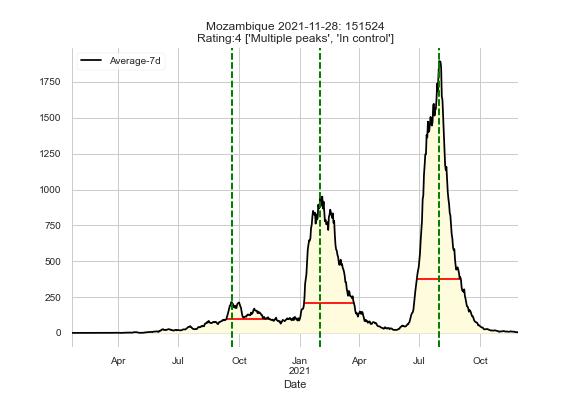 Mozambique 2021-11-28: 151524
Rating:4 ['Multiple peaks', 'In control']
Average-7d
1750
1500
1250
1000
750
500
250
0
Apr Jul Oct Jan Apr Jul Oct
2021
Date